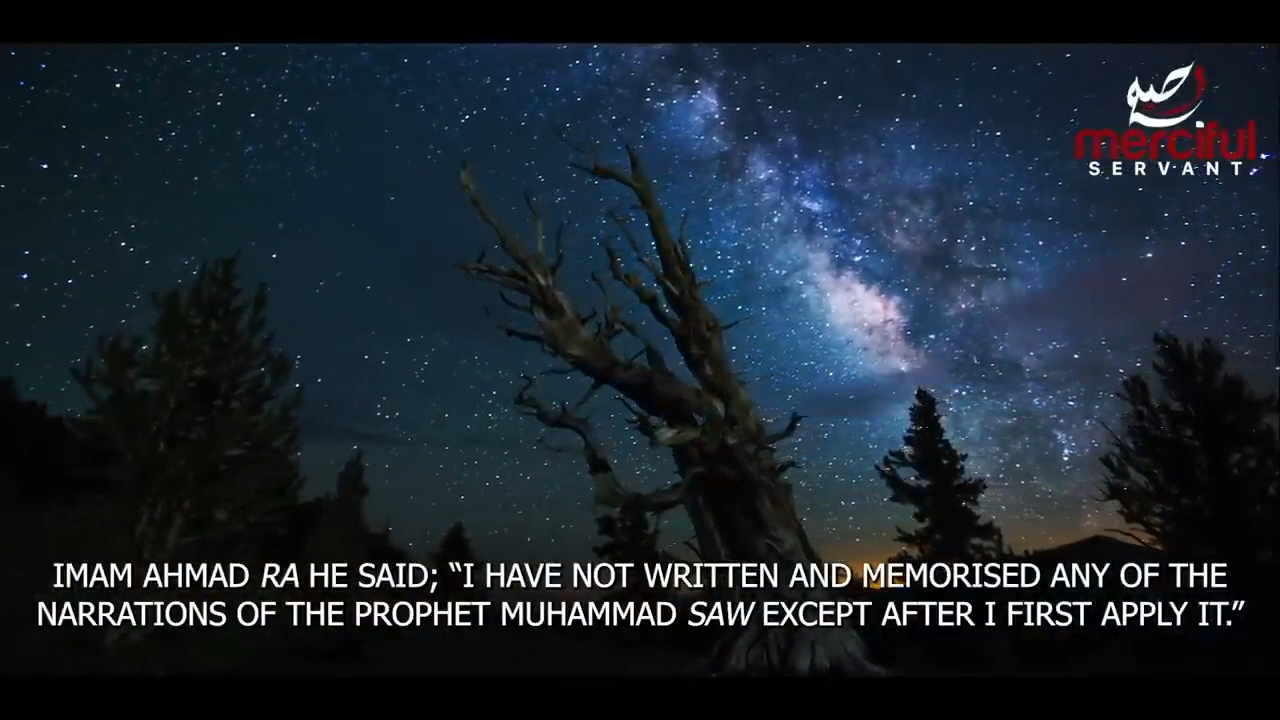 merciful
SERVANT.
IMAM AHMAD RA HE SAID; “I HAVE NOT WRITTEN AND MEMORISED ANY OF THE
NARRATIONS OF THE PROPHET MUHAMMAD SAW EXCEPT AFTER I FIRST APPLY IT.”